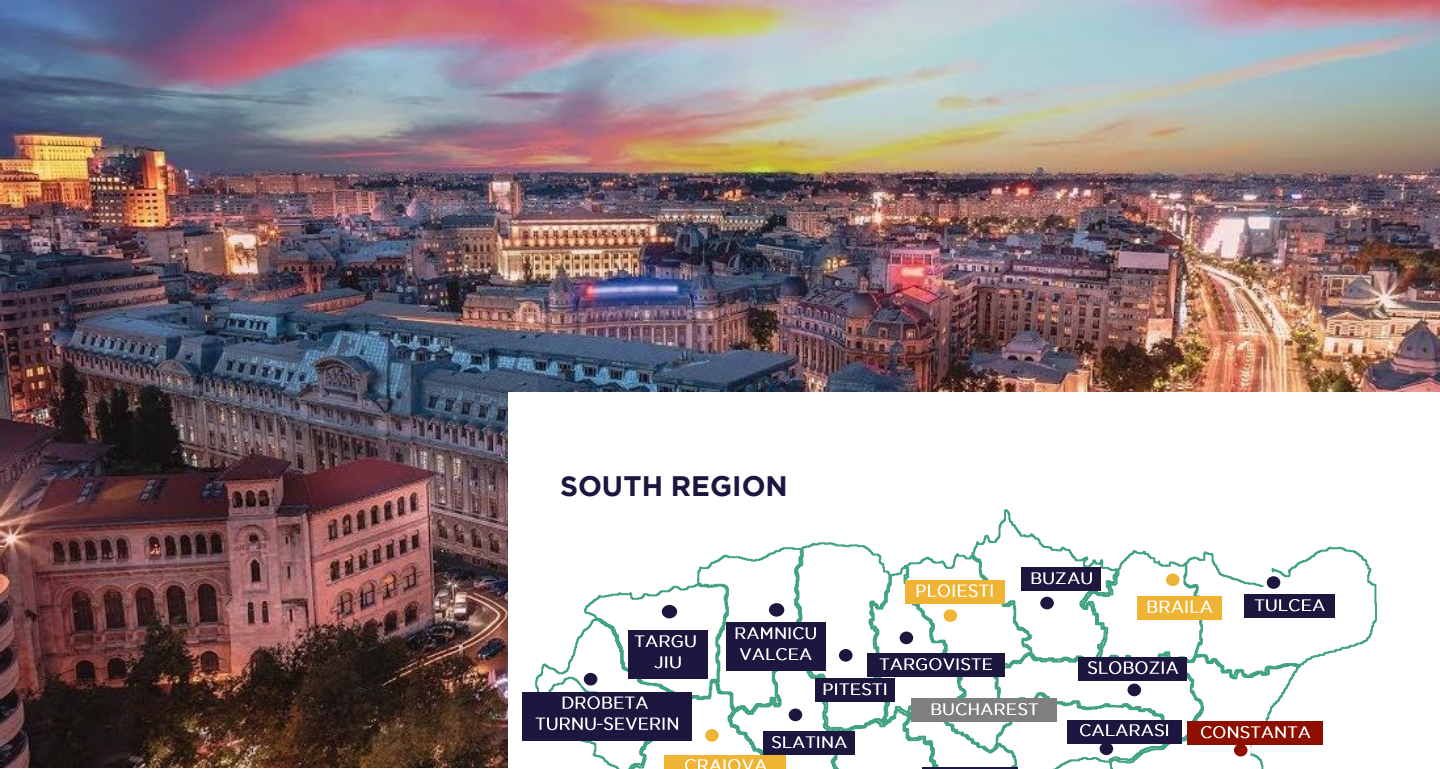 SOUTH REGION
PLOIESTI
BUZAU
BRAILA
TULCEA
TARGU
JIU
RAMNICU
VALCEA
TARGOVISTE
SLOBOZIA
PITESTI
DROBETA
TURNU-SEVERIN
BUCHAREST
SLATINA
CALARASI
CONSTANTA
CRAIOVA